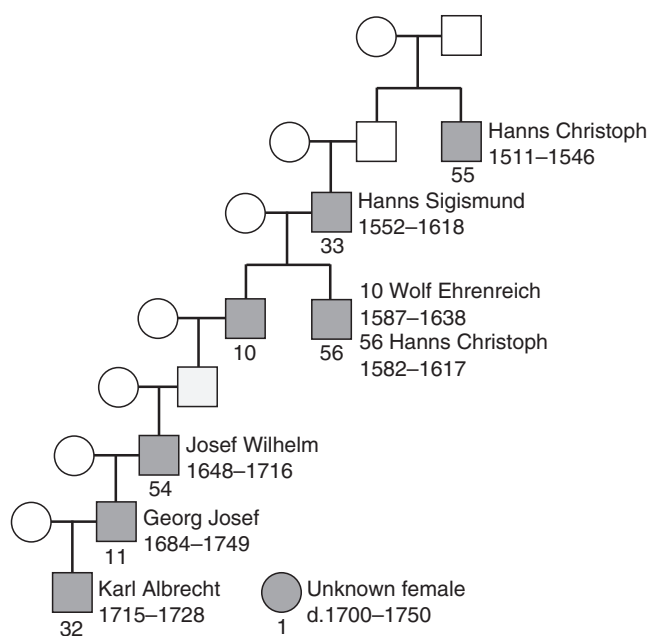 Hanns Christoph
1511–1546
55
Hanns Sigismund
1552–1618
33
10 Wolf Ehrenreich
1587–1638
56 Hanns Christoph
1582–1617
10
56
Josef Wilhelm
1648–1716
54
Georg Josef
1684–1749
11
Karl Albrecht
1715–1728
32
Unknown female
d.1700–1750
1